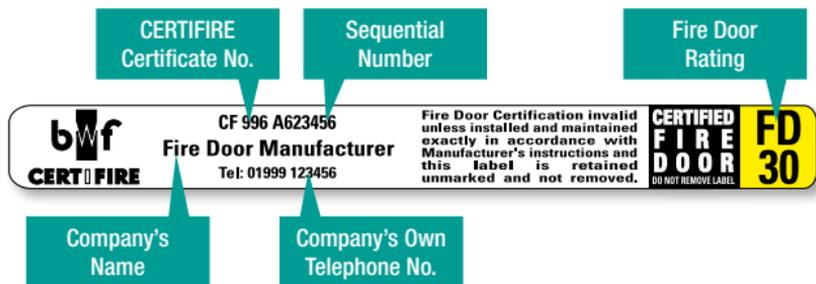 CERTIFIRE
Certificate No.
Sequential
Number
Fire Door
Rating
bwf
CERTIFIRE
CF 996 A623456
Fire Door Manufacturer
Tel: 01999 123456
Fire Door Certification invalid
unless installed and maintained
exactly in accordance with
Manufacturer's instructions and
this label is retained
unmarked and not removed.
CERTIFIED
FIRE
DOOR
DO NOT REMOVE LABEL
FD
30
Company's
Name
Company's Own
Telephone No.